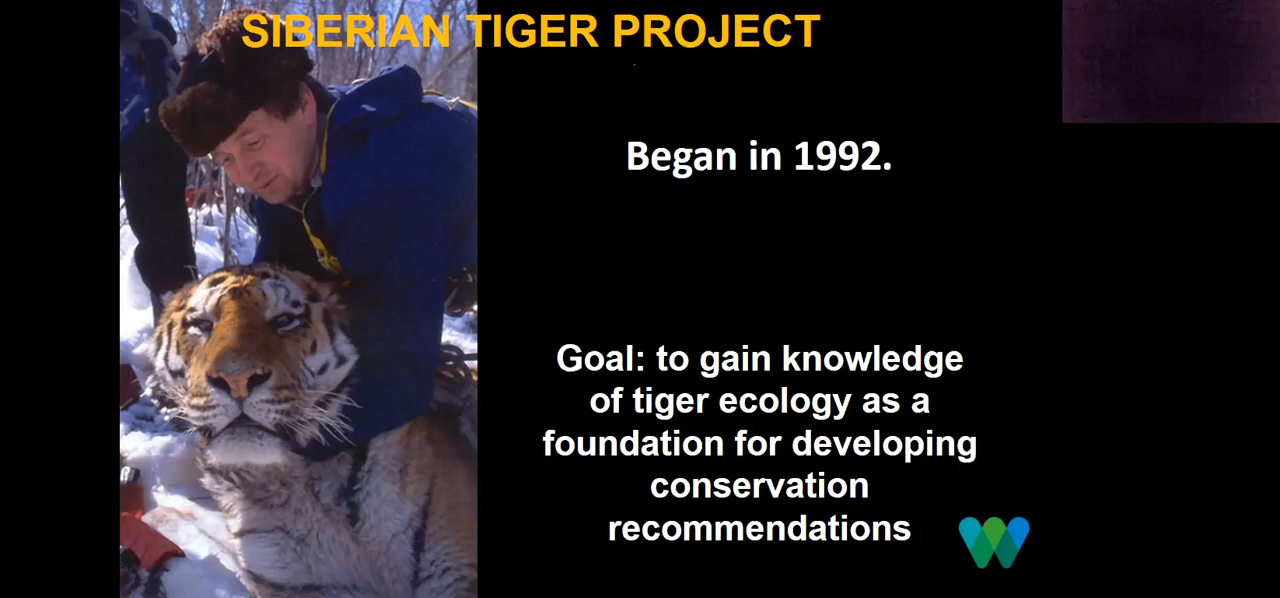 SIBERIAN TIGER PROJECT
Began in 1992.
Goal: to gain knowledge
of tiger ecology as a
foundation for developing
conservation
recommendations